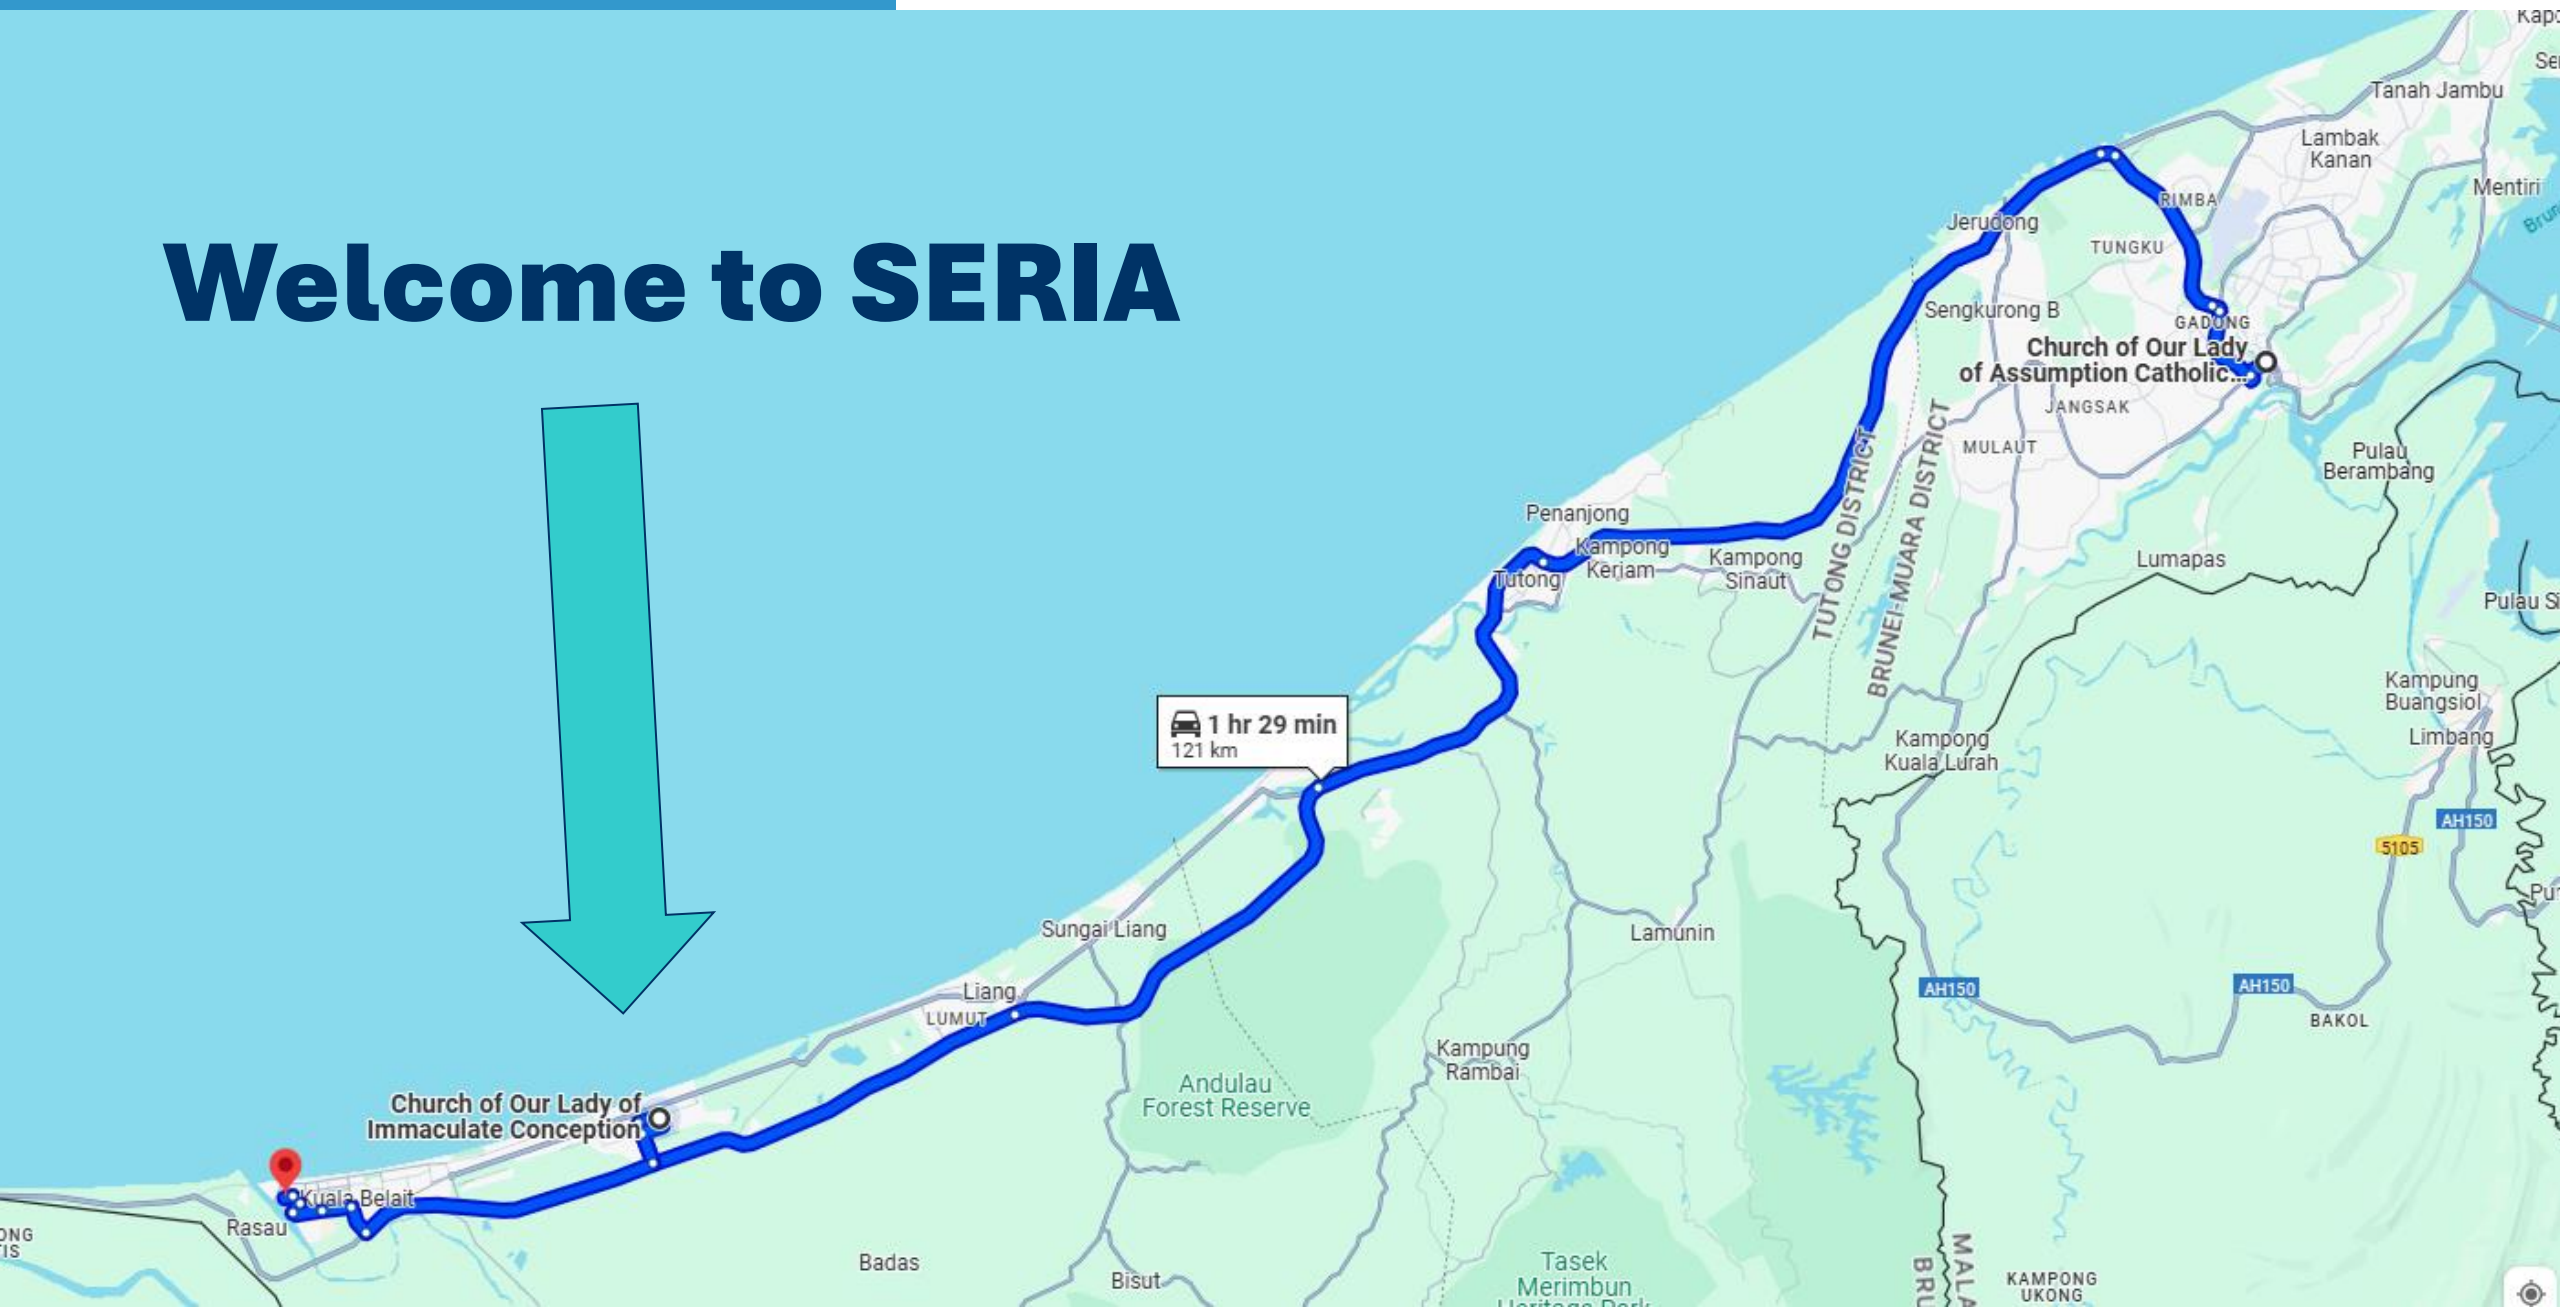 Welcome to SERIA
Tanah Jambu
Lambak
Kanan
Mentiri
RIMBA
Jerudong
TUNGKU
Sengkurong B
GADONG
Church of Our Lady
of Assumption Catholic...
JANGSAK
MULAUT
Pulau
Berambang
TUTONG DISTRICT
BRUNEI-MUARA DISTRICT
Penanjong
Kampong
Keriam
Kampong
Sinaut
Tutong
Lumapas
Kampung
Buangsiol
Limbang
1 hr 29 min
121 km
Kampong
Kuala Lurah
AH150
5105
Sungai Liang
Lamunin
Liang
LUMUT
AH150
AH150
BAKOL
Kampung
Rambai
Andulau
Forest Reserve
Church of Our Lady of
Immaculate Conception
Kuala Belait
Rasau
Badas
Bisut
Tasek
Merimbun
Heritage Park
KAMPONG
UKONG